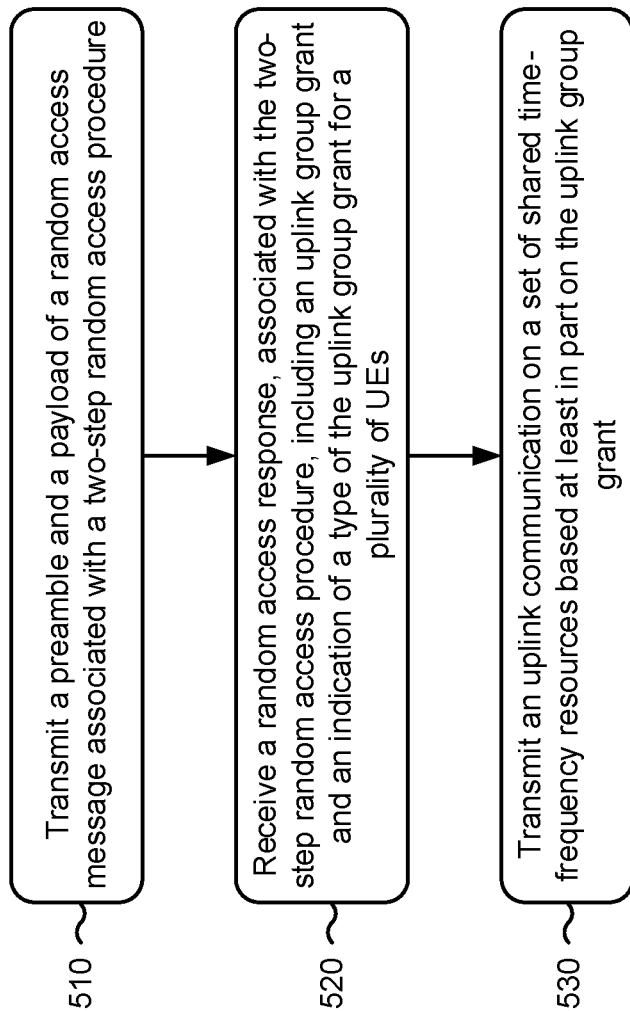 510
Transmit a preamble and a payload of a random access
message associated with a two-step random access procedure
520
Receive a random access response, associated with the two-
step random access procedure, including an uplink group grant
and an indication of a type of the uplink group grant for a
plurality of UEs
530
Transmit an uplink communication on a set of shared time-
frequency resources based at least in part on the uplink group
grant